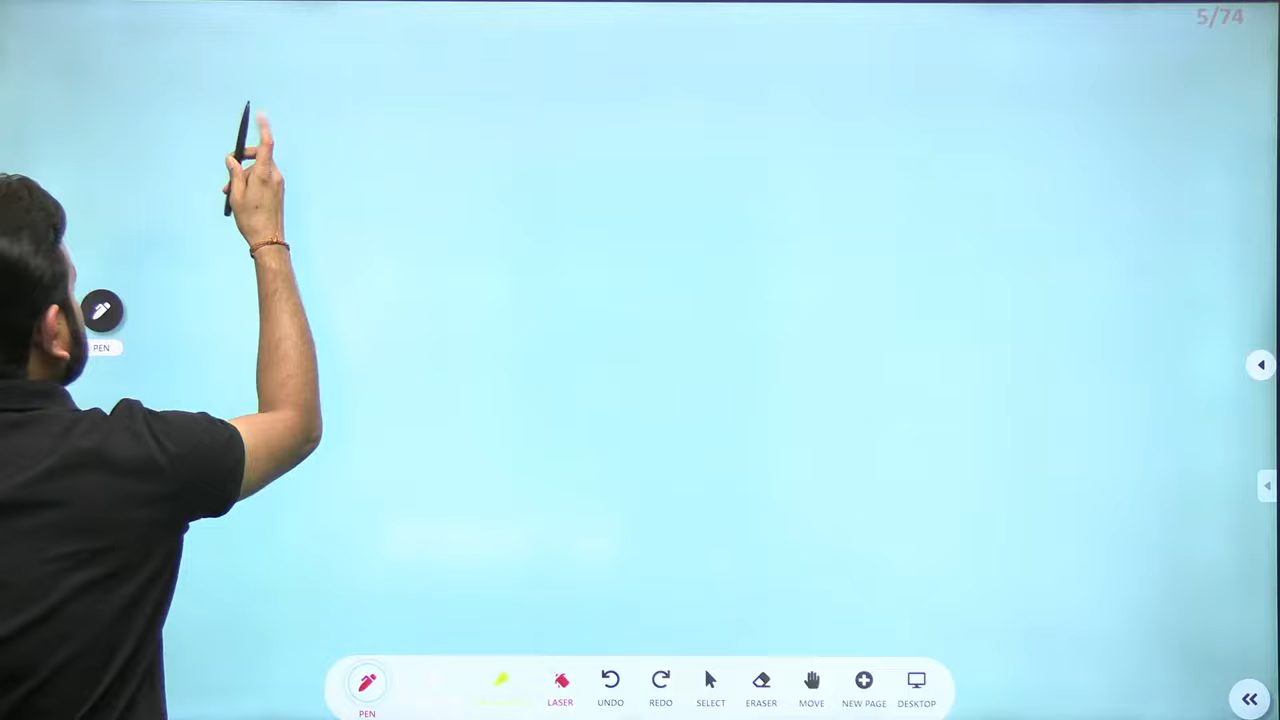 5/74
PEN
PEN
LASER
UNDO
REDO
SELECT
ERASER
MOVE
NEW PAGE
DESKTOP